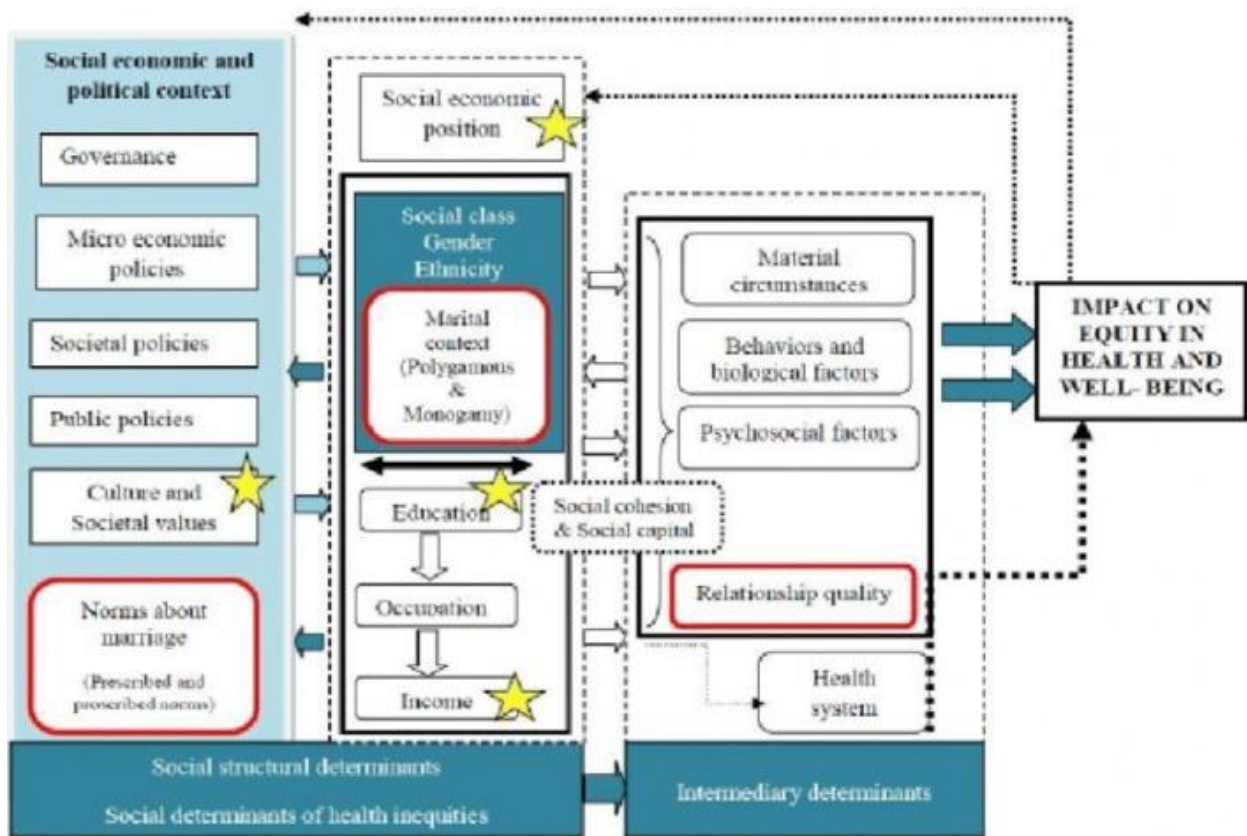 Social economic and
political context
Governance
Micro economic
policies
Societal policies
Public policies
Culture and
Societal values
Norms about
marriage
(Prescribed and
proscribed norms)
Social economic
position
Social class
Gender
Ethnicity
Marital
context
(Polygamous
&
Monogamy)
Education
Occupation
Income
Social cohesion
& Social capital
Material
circumstances
Behaviors and
biological factors
Psychosocial factors
Relationship quality
Health
system
IMPACT ON
EQUITY IN
HEALTH AND
WELL- BEING
Social structural determinants
Social determinants of health inequities
Intermediary determinants